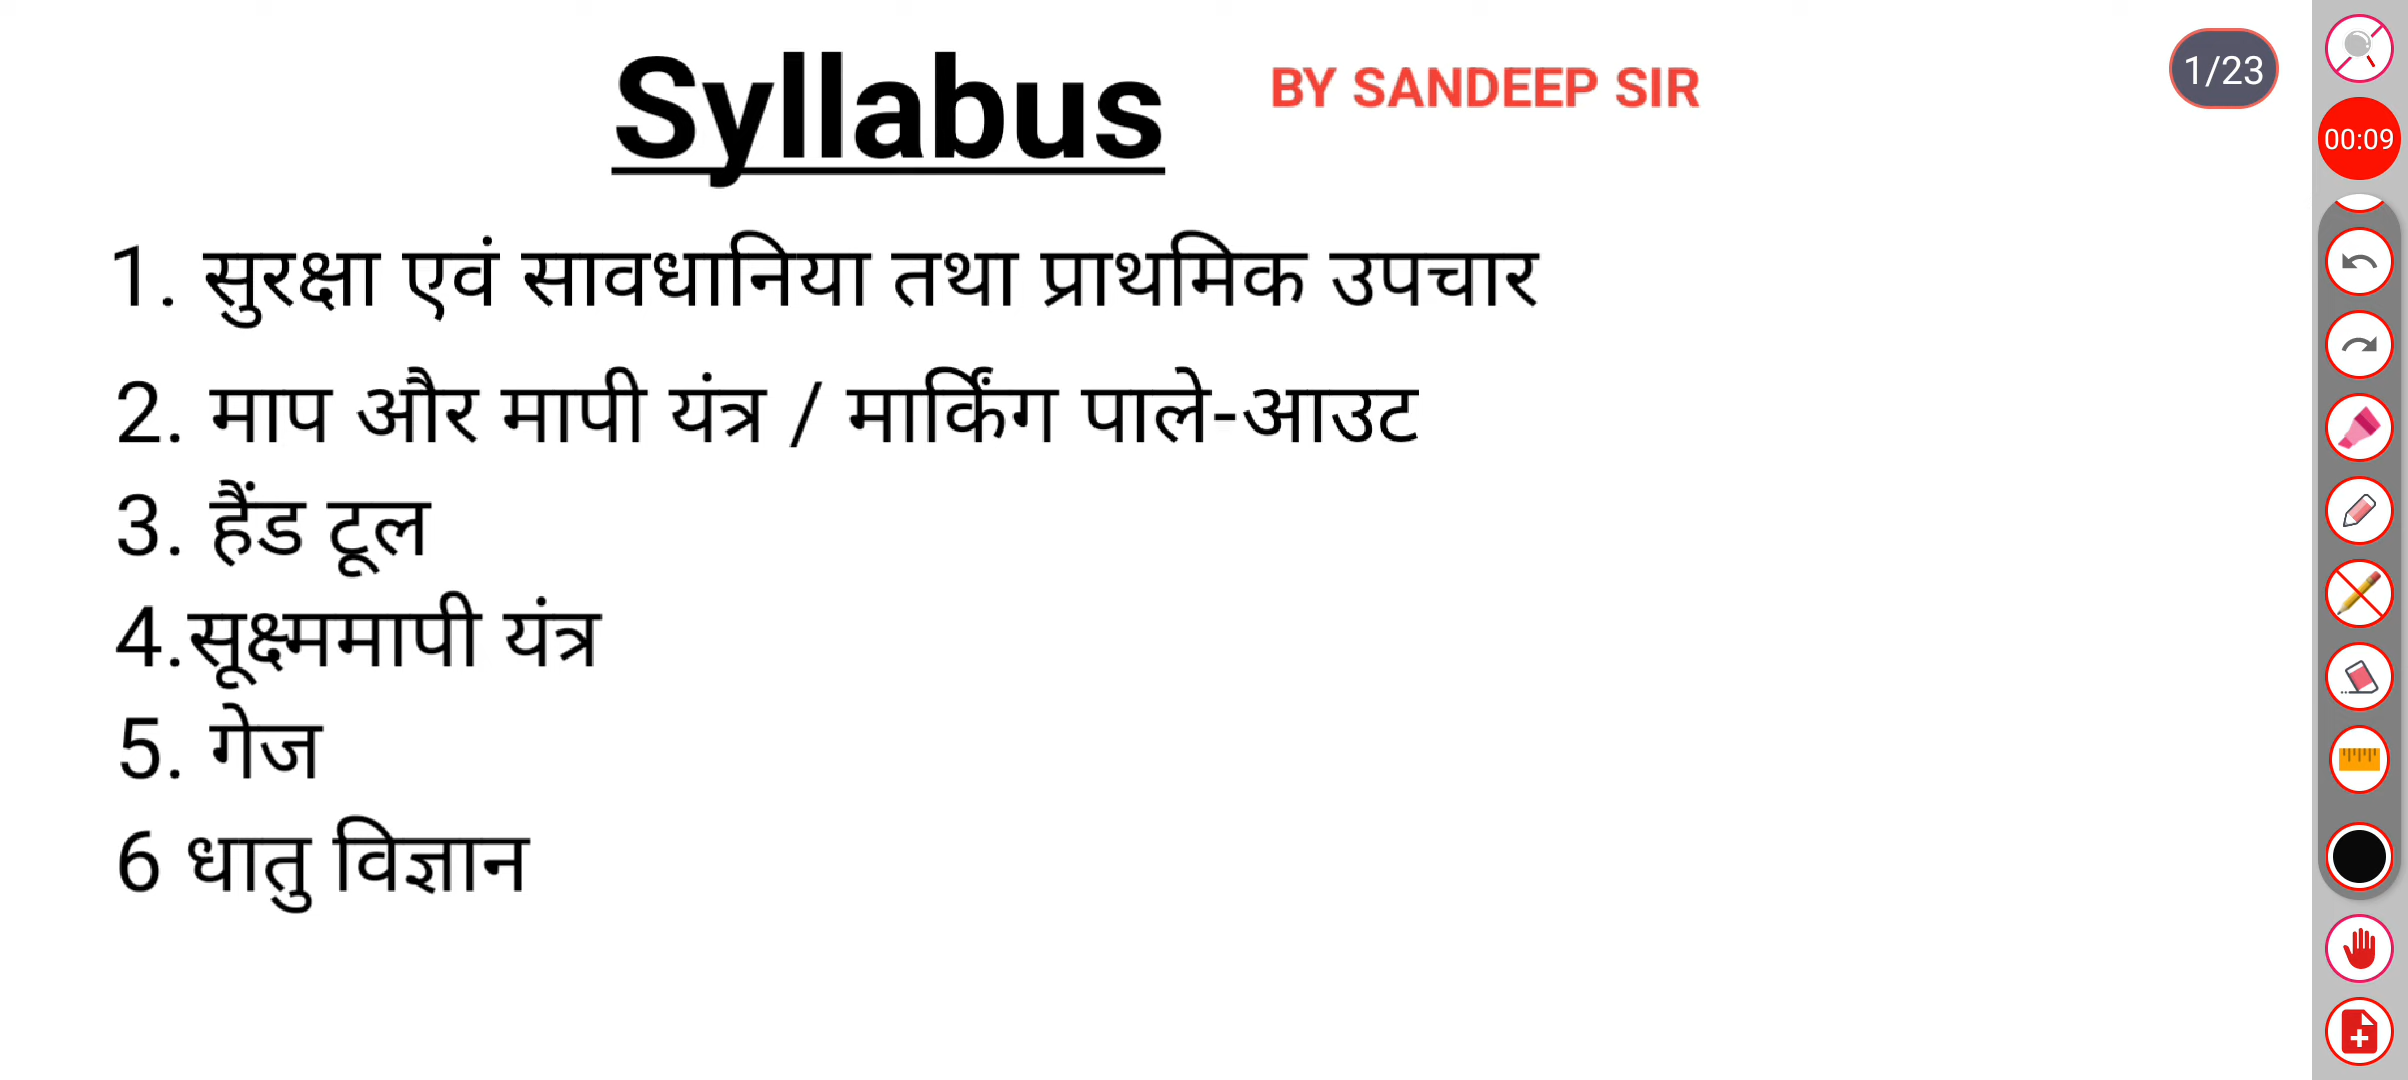 Syllabus
BY SANDEEP SIR
1/23
00:09
1. सुरक्षा एवं सावधानिया तथा प्राथमिक उपचार
2. माप और मापी यंत्र / मार्किंग पाले-आउट
3. हैंड टूल
4.सूक्ष्ममापी यंत्र
5. गेज
6 धातु विज्ञान